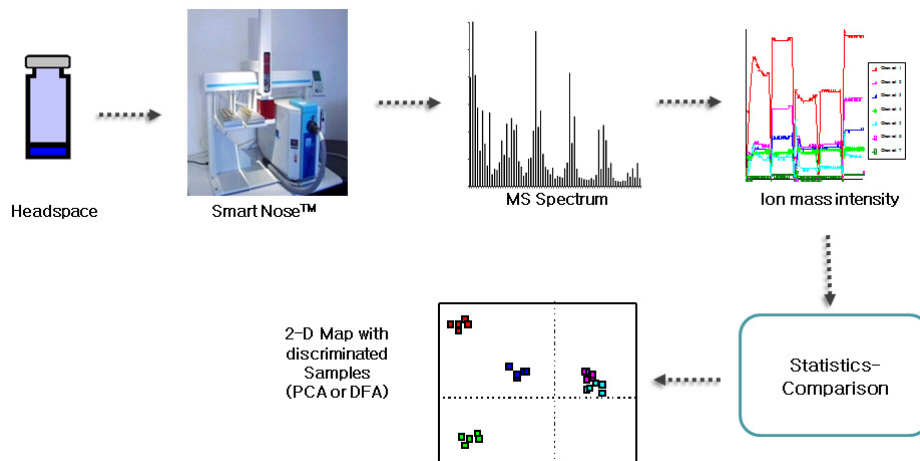 Headspace
Smart Nose™
MS Spectrum
Ion mass intensity
2-D Map with
discriminated
Samples
(PCA or DFA)
Statistics-
Comparison